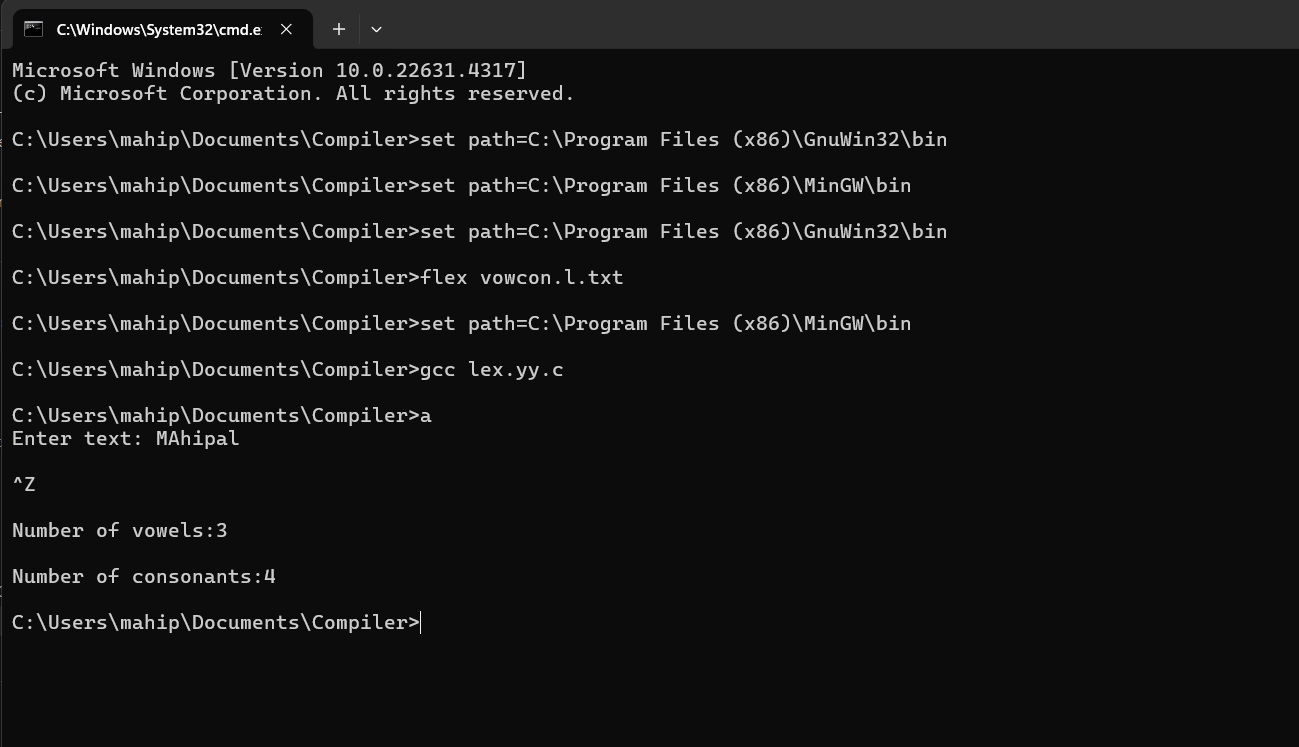 C:\Windows\System32\cmd.e
Microsoft Windows [Version 10.0.22631.4317]
(c) Microsoft Corporation. All rights reserved.
C:\Users\mahip\Documents\Compiler>set path=C:\Program Files (x86)\GnuWin32\bin
C:\Users\mahip\Documents\Compiler>set path=C:\Program Files (x86)\MinGW\bin
C:\Users\mahip\Documents\Compiler>set path=C:\Program Files (x86)\GnuWin32\bin
C:\Users\mahip\Documents\Compiler>flex vowcon.l.txt
C:\Users\mahip\Documents\Compiler>set path=C:\Program Files (x86)\MinGW\bin
C:\Users\mahip\Documents\Compiler>gcc lex.yy.c
C:\Users\mahip\Documents\Compiler>a
Enter text: MAhipal
^Z
Number of vowels:3
Number of consonants:4
C:\Users\mahip\Documents\Compiler>